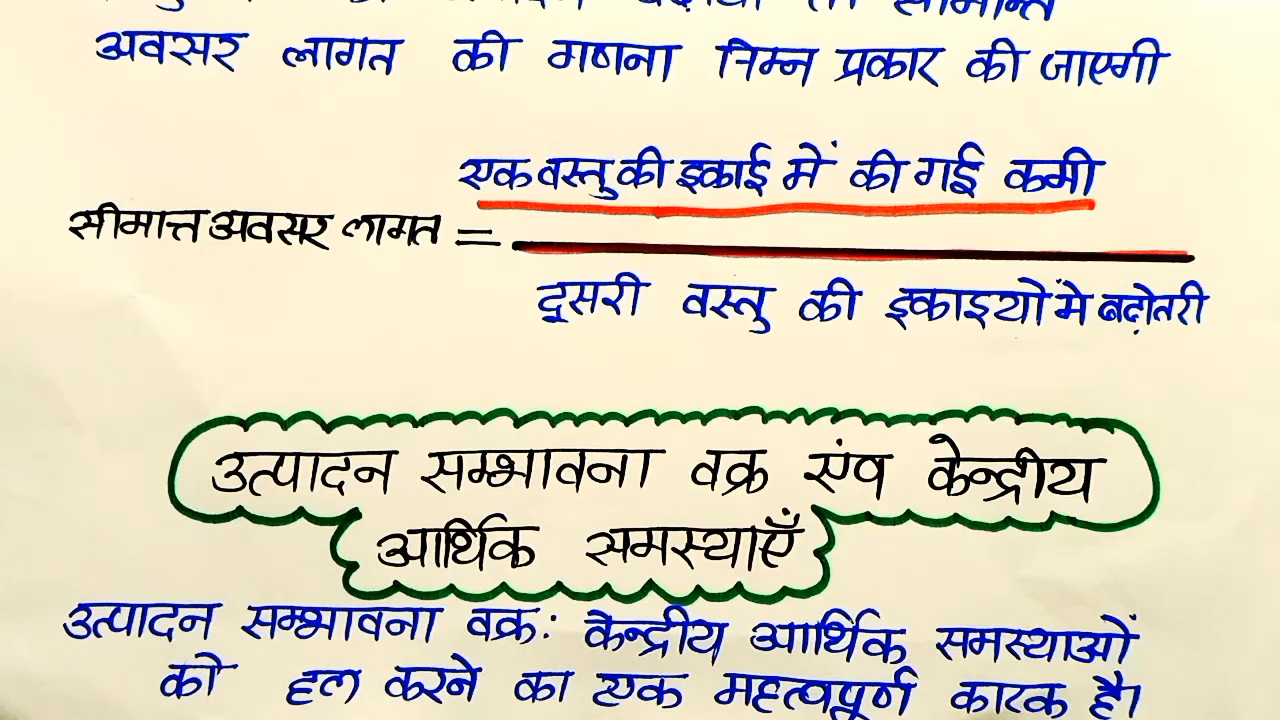 सीमान्त
अवसर लागत की गणना निम्न प्रकार की जाएगी
एक वस्तु की इकाई में की गई कमी
सीमान्त अवसर लागत =
दुसरी वस्तु की इकाइयों मे बढ़ोतरी
उत्पादन सम्भावना वक्र एंव केन्द्रीय
आर्थिक समस्याएँ
उत्पादन सम्भावना वक्र: केन्द्रीय आर्थिक समस्याओं
को हल करने का एक महत्वपूर्ण कारक है।